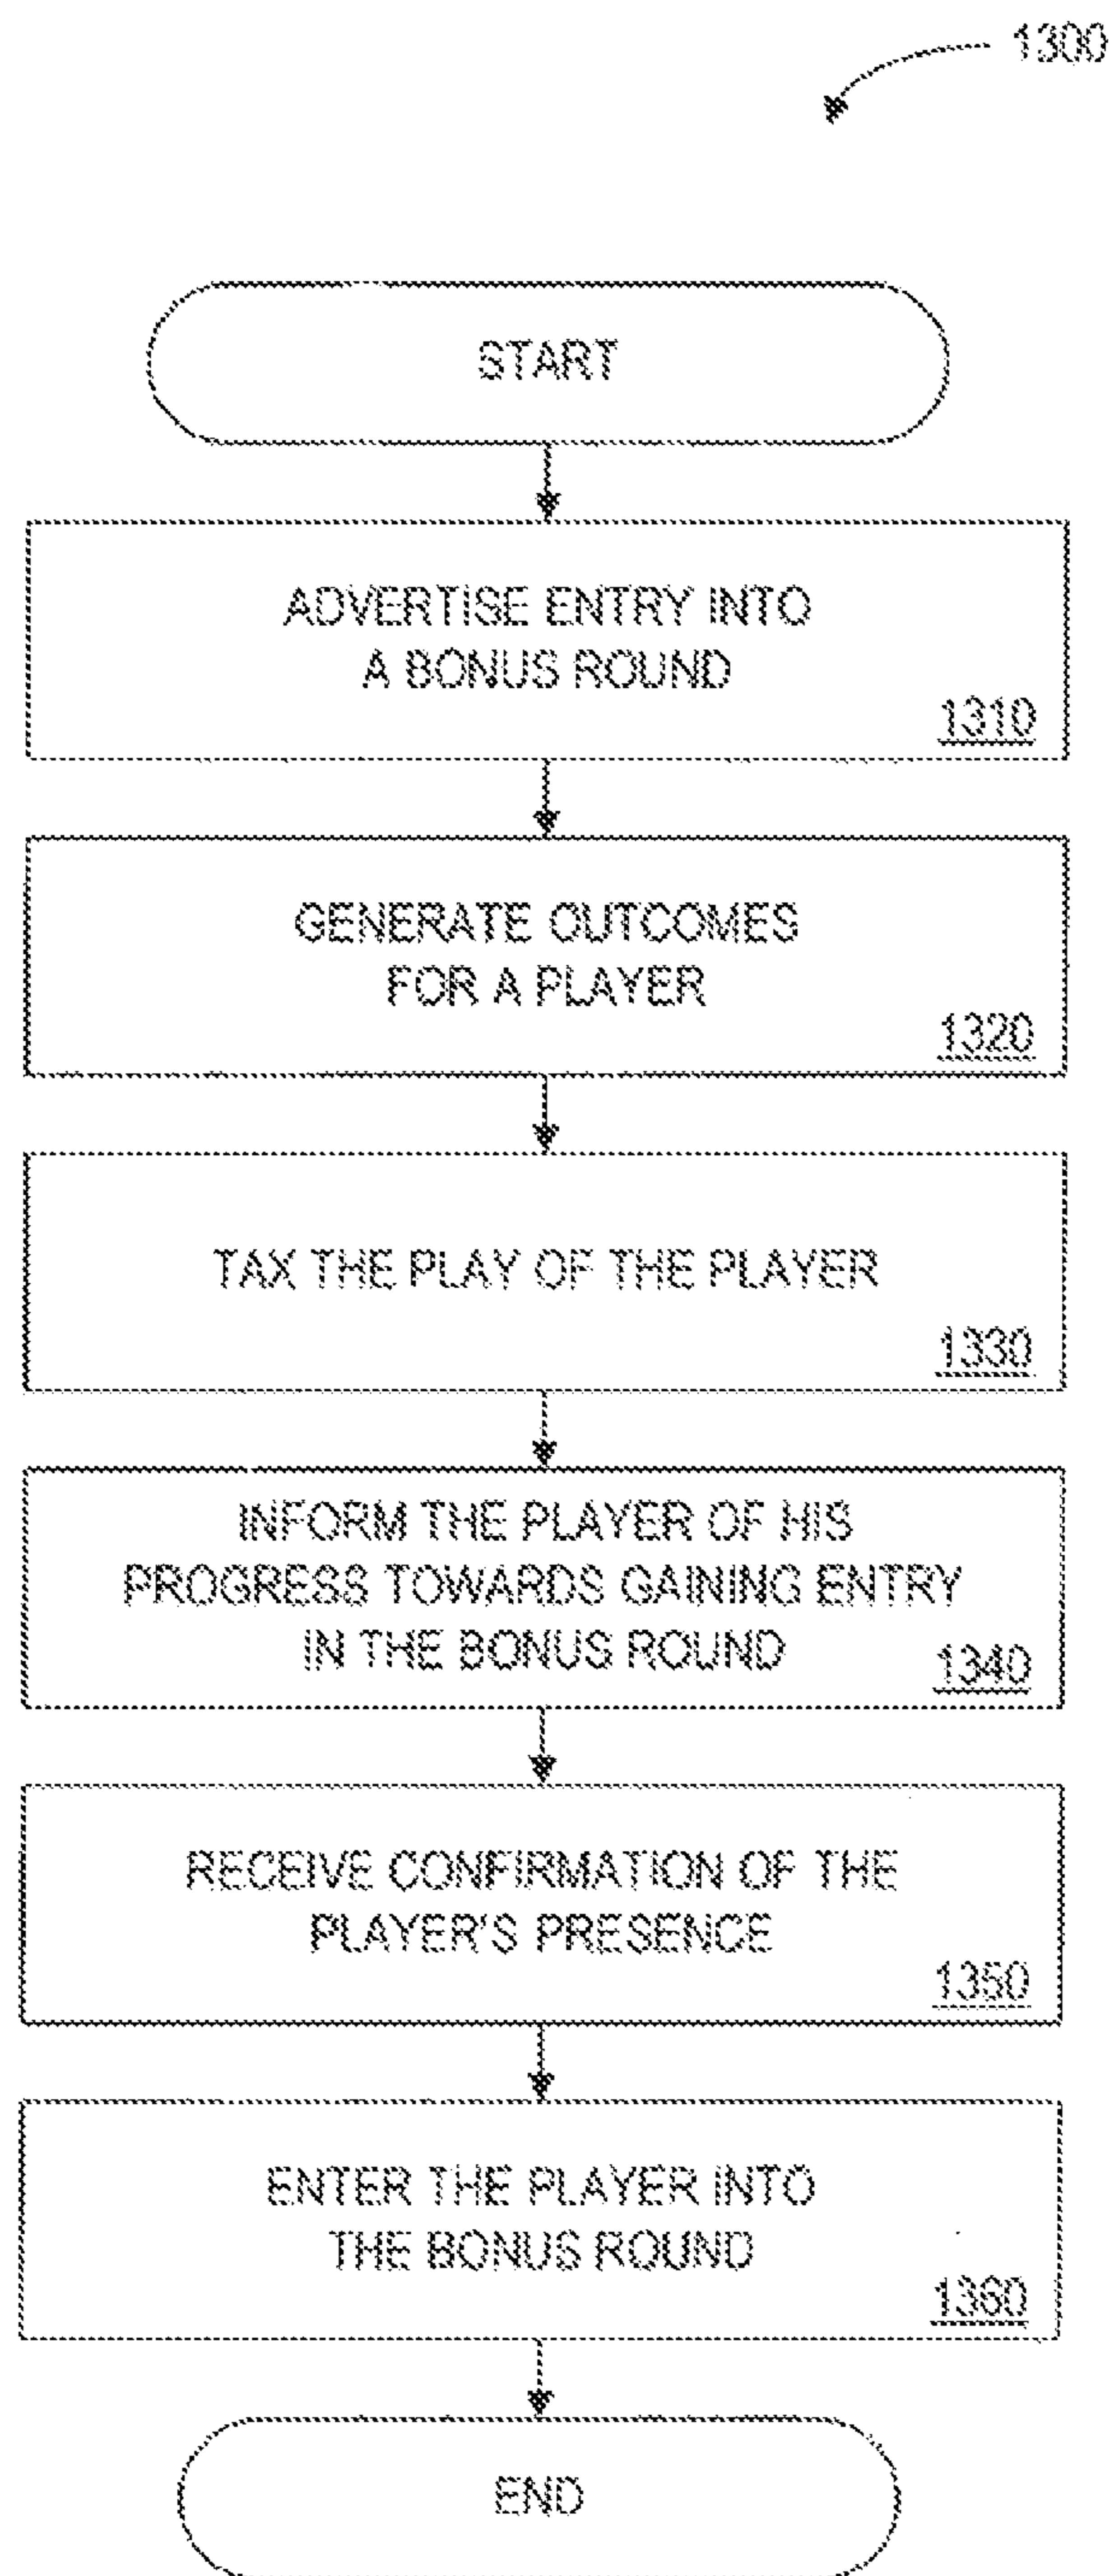 1300
START
ADVERTISE ENTRY INTO
A BONUS ROUND
1310
GENERATE OUTCOMES
FOR A PLAYER
1320
TAX THE PLAY OF THE PLAYER
1330
INFORM THE PLAYER OF HIS
PROGRESS TOWARDS GAINING ENTRY
IN THE BONUS ROUND
1340
RECEIVE CONFIRMATION OF THE
PLAYER'S PRESENCE
1350
ENTER THE PLAYER INTO
THE BONUS ROUND
1360
END